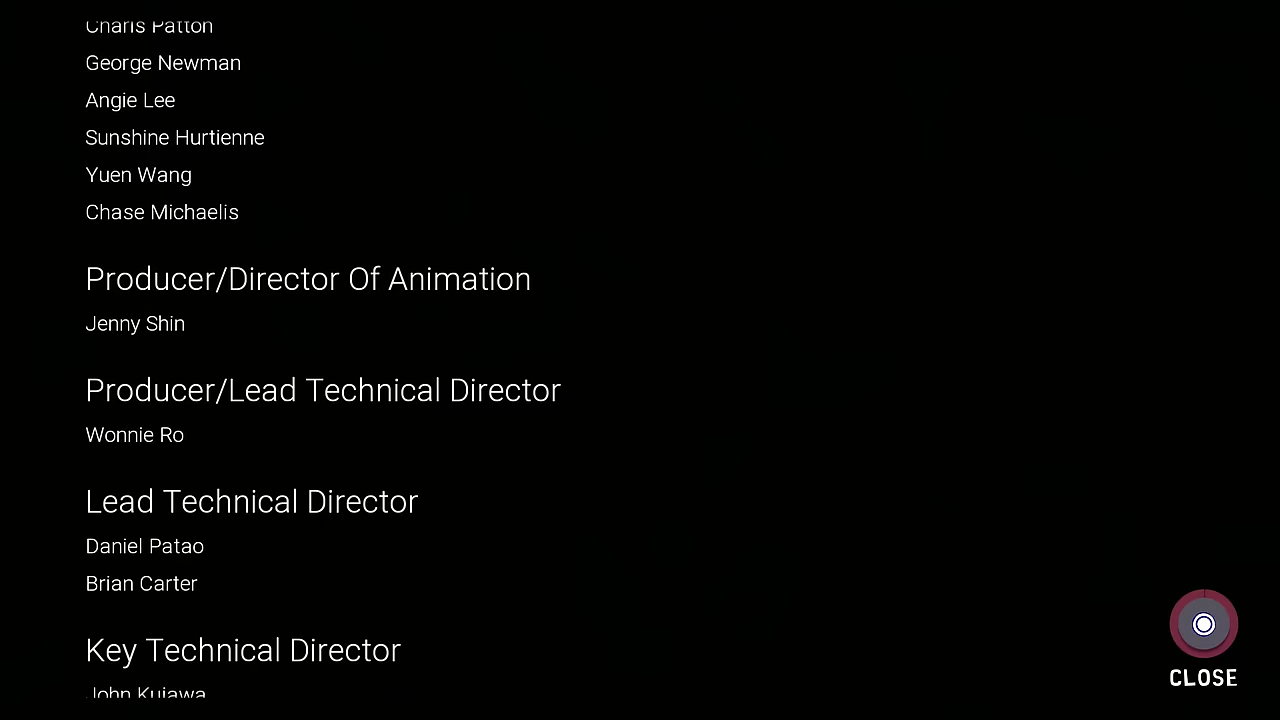 Charis Patton
George Newman
Angie Lee
Sunshine Hurtienne
Yuen Wang
Chase Michaelis
Producer/Director Of Animation
Jenny Shin
Producer/Lead Technical Director
Wonnie Ro
Lead Technical Director
Daniel Patao
Brian Carter
Key Technical Director
John Kujawa
CLOSE